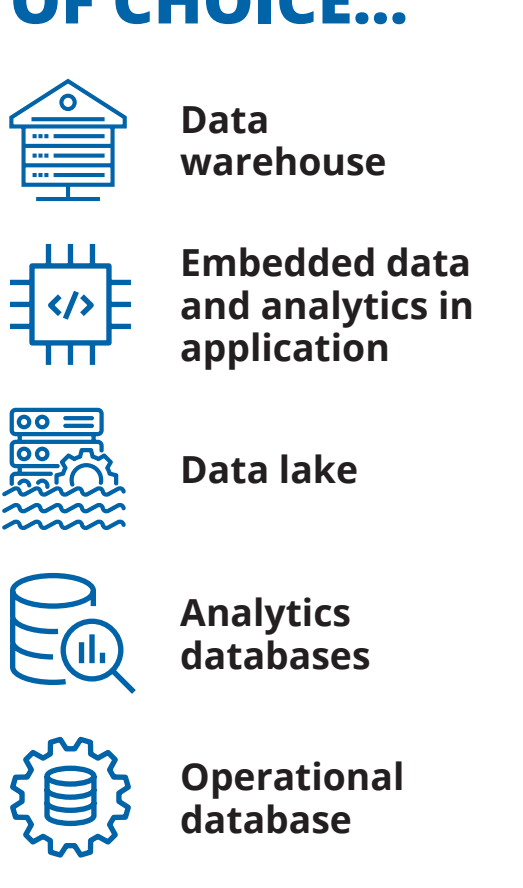 OF CHOICE...
Data
warehouse
Embedded data
and analytics in
application
Data lake
Analytics
databases
Operational
database